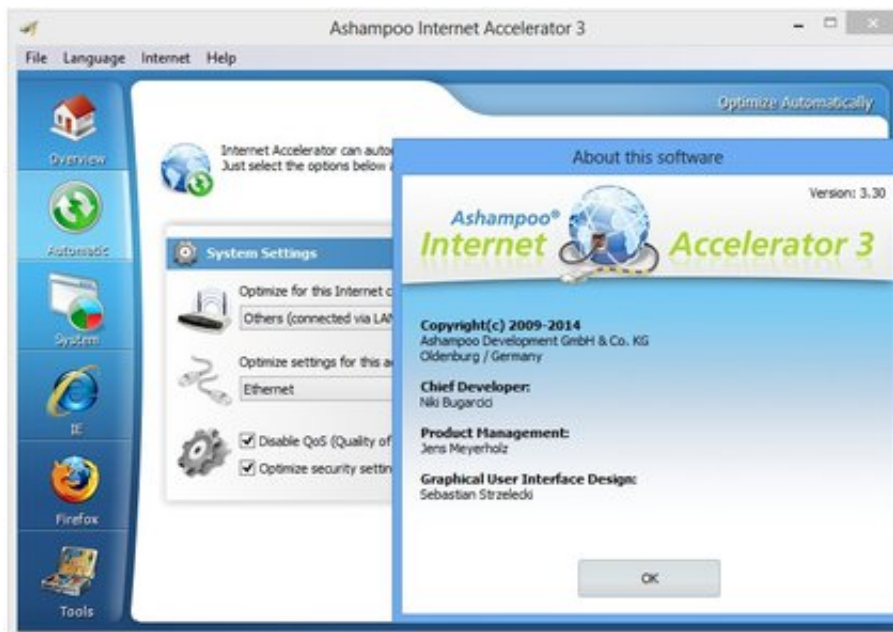 Ashampoo Internet Accelerator 3
File Language Internet Help
Optimize Automatically
Overview
Automatic
System
IE
Firefox
Tools
Internet Accelerator can auto
Just select the options below
System Settings
Optimize for this Internet c
Others (connected via LAN
Optimize settings for this a
Ethernet
Disable QoS (Quality of
Optimize security settin
About this software
Version: 3.30
Ashampoo®
Internet Accelerator 3
Copyright(c) 2009-2014
Ashampoo Development GmbH & Co. KG
Oldenburg / Germany
Chief Developer:
Niki Bugarcici
Product Management:
Jens Meyerholz
Graphical User Interface Design:
Sebastian Strzelecki
OK